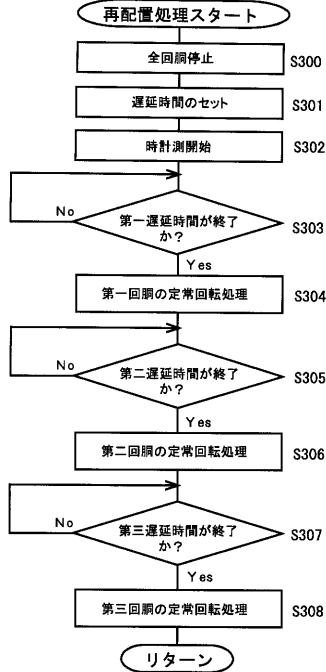 再配置処理スタート
全回胴停止
S300
遅延時間のセット
S301
時計測開始
S302
第一遅延時間が終了
か?
No
S303
Yes
第一回胴の定常回転処理
S304
第二遅延時間が終了
か?
No
S305
Yes
第二回胴の定常回転処理
S306
第三遅延時間が終了
か?
No
S307
Yes
第三回胴の定常回転処理
S308
リターン